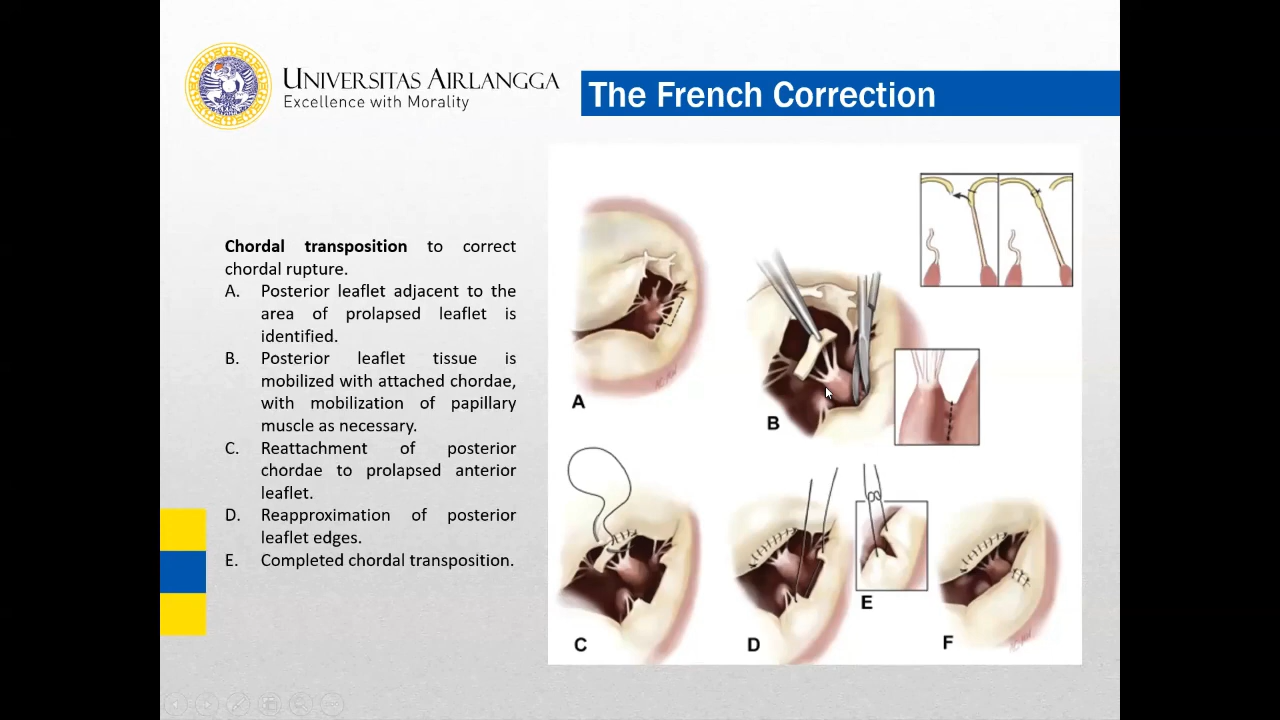 UNIVERSITAS AIRLANGGA
Excellence with Morality
The French Correction
Chordal transposition to correct
chordal rupture.
A. Posterior leaflet adjacent to the
area of prolapsed leaflet is
identified.
B. Posterior leaflet tissue is
mobilized with attached chordae,
with mobilization of papillary
muscle as necessary.
C. Reattachment of posterior
chordae to prolapsed anterior
leaflet.
D. Reapproximation of posterior
leaflet edges.
E. Completed chordal transposition.
A
B
C
D
E
F